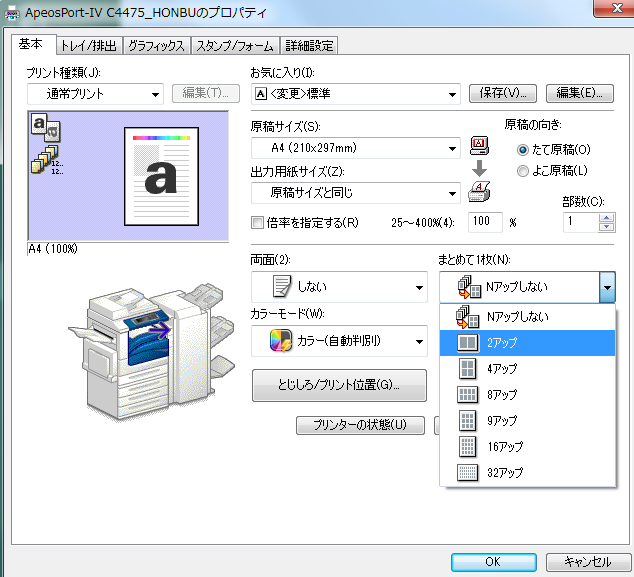 ApeosPort-IV C4475_HONBUのプロパティ
基本 トレイ/排出 グラフィックス スタンプ/フォーム 詳細設定
プリント種類(J):
通常プリント 編集(T)...
お気に入り(I):
A <変更>標準 保存(V)... 編集(E)...
a
a
12..
12..
a
A4 (100%)
原稿サイズ(S):
A4 (210x297mm)
原稿の向き:
たて原稿(O)
よこ原稿(L)
出力用紙サイズ(Z):
原稿サイズと同じ
部数(C):
1
倍率を指定する(R) 25～400%(4): 100 %
両面(2):
しない
まとめて1枚(N):
Nアップしない
Nアップしない
2アップ
4アップ
8アップ
9アップ
16アップ
32アップ
カラーモード(W):
カラー(自動判別)
とじしろ/プリント位置(G)...
プリンターの状態(U)
OK キャンセル